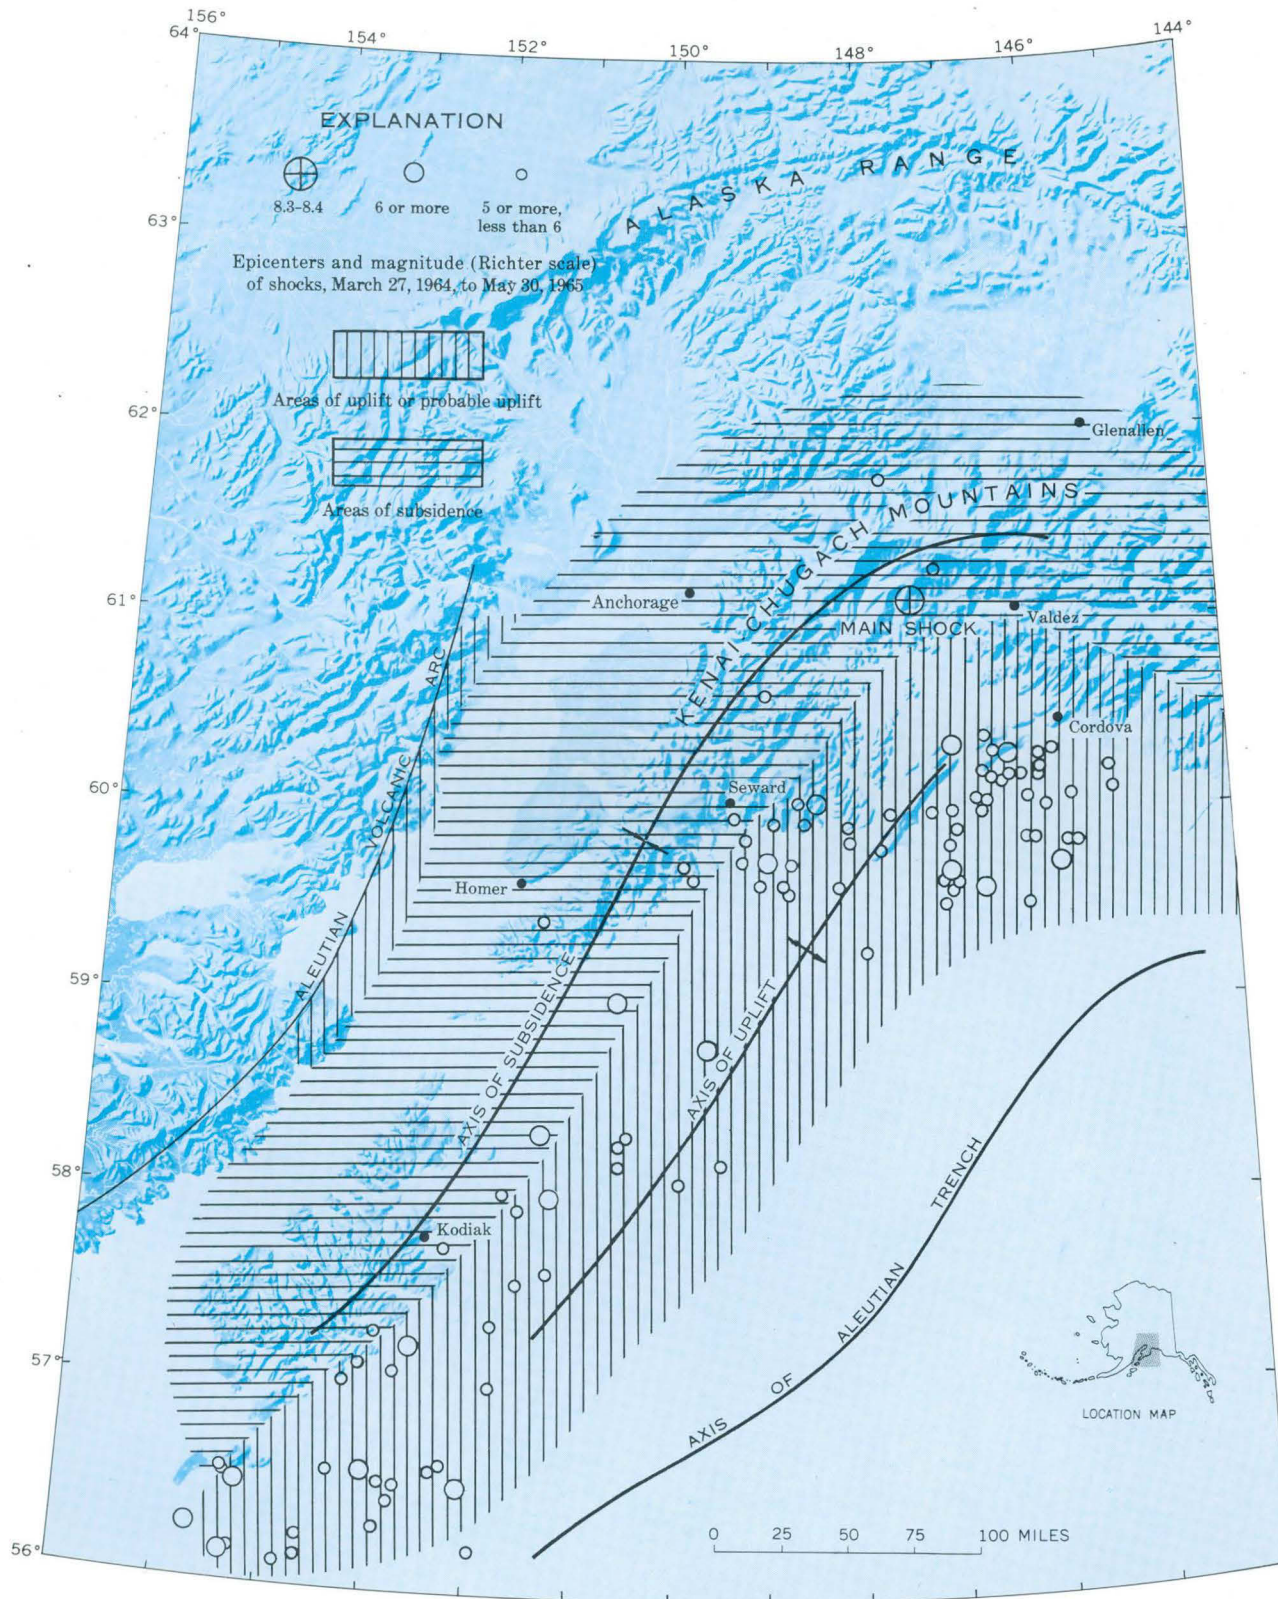 156°
64°
154°
152°
150°
148°
146°
144°
EXPLANATION
8.3–8.4
6 or more
5 or more,
less than 6
Epicenters and magnitude (Richter scale)
of shocks, March 27, 1964, to May 30, 1965
Areas of uplift or probable uplift
Areas of subsidence
63°
62°
61°
60°
59°
58°
57°
56°
ALASKA RANGE
Glenallen
KENAI-CHUGACH MOUNTAINS
Anchorage
MAIN SHOCK
Valdez
Cordova
Seward
Homer
Kodiak
ALEUTIAN VOLCANIC ARC
AXIS OF SUBSIDENCE
AXIS OF UPLIFT
AXIS OF ALEUTIAN TRENCH
LOCATION MAP
0 25 50 75 100 MILES